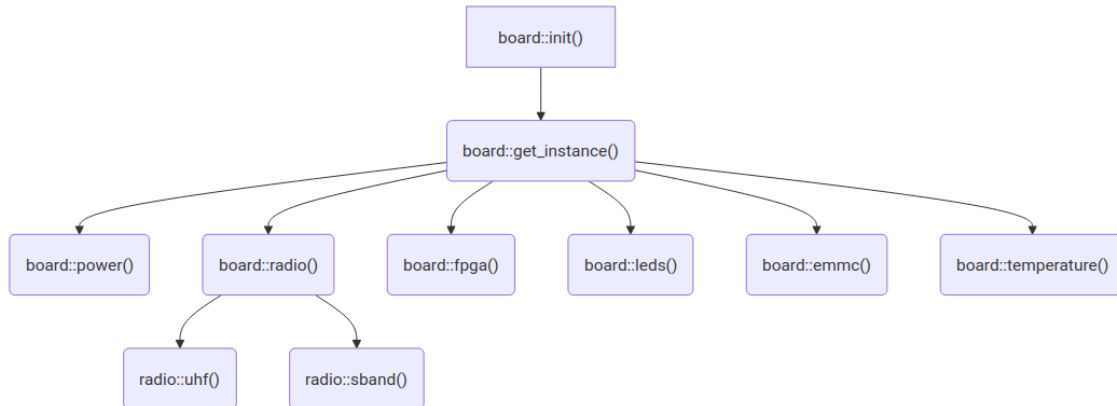 board::init()
board::get_instance()
board::power()
board::radio()
board::fpga()
board::leds()
board::emmc()
board::temperature()
radio::uhf()
radio::sband()